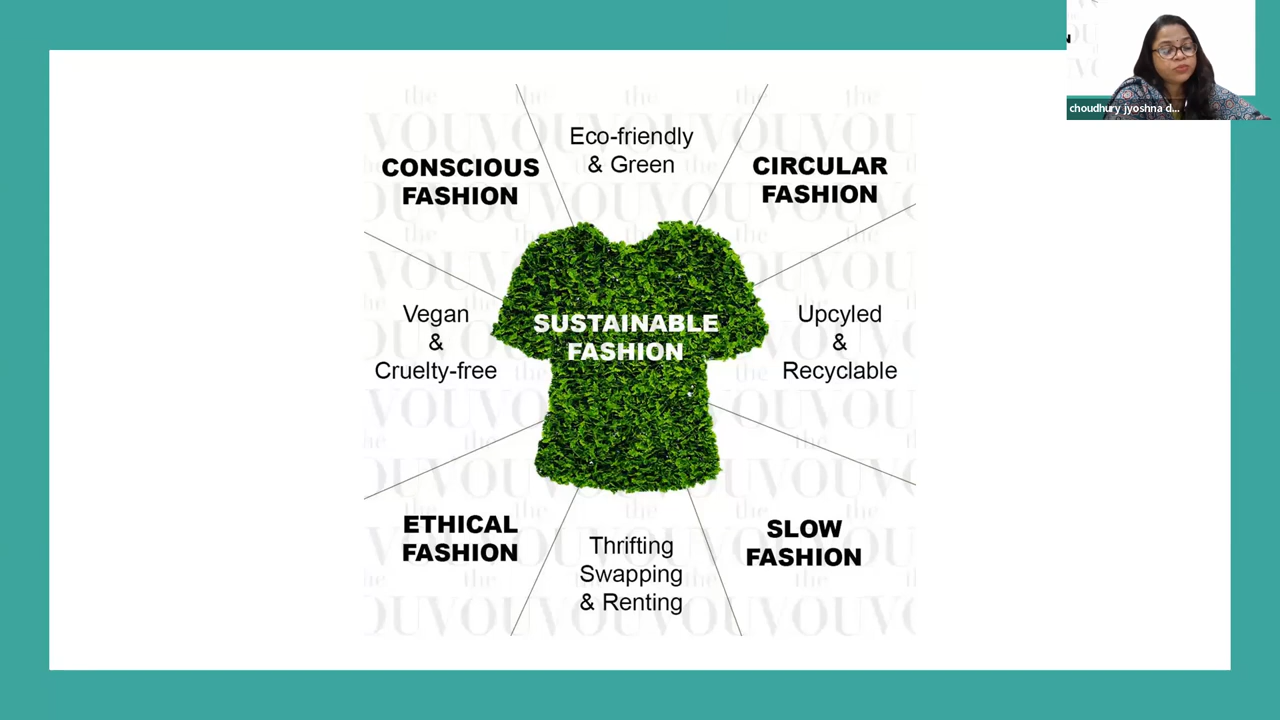 choudhury jyoshna d...
Eco-friendly
& Green
CONSCIOUS
FASHION
CIRCULAR
FASHION
Vegan
&
Cruelty-free
SUSTAINABLE
FASHION
Upcyled
&
Recyclable
ETHICAL
FASHION
Thrifting
Swapping
& Renting
SLOW
FASHION